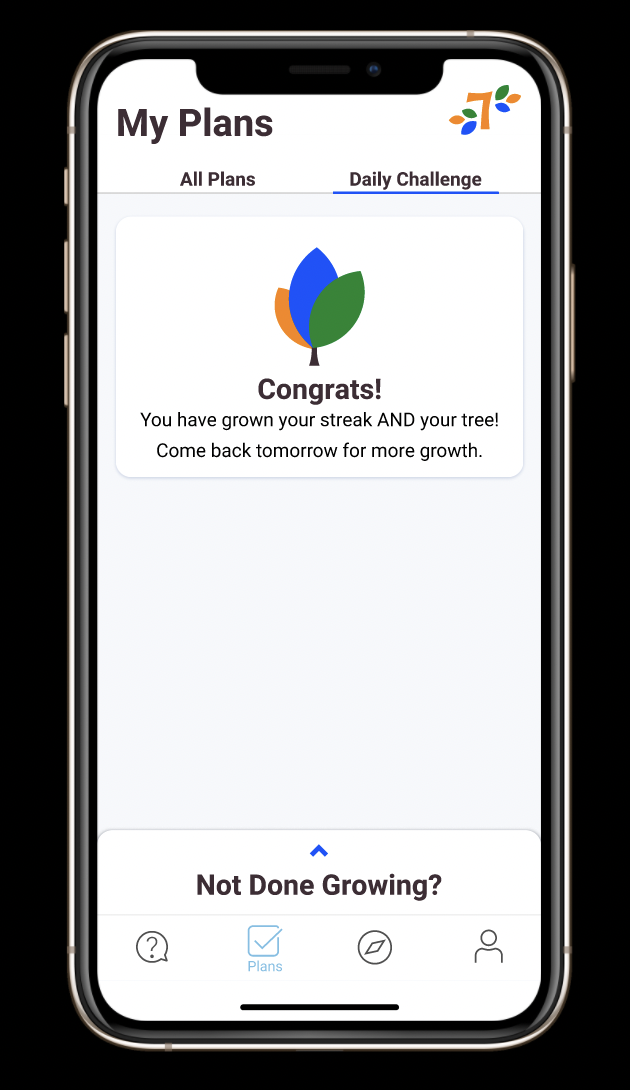 My Plans
7
All Plans
Daily Challenge
Congrats!
You have grown your streak AND your tree!
Come back tomorrow for more growth.
Not Done Growing?
Plans